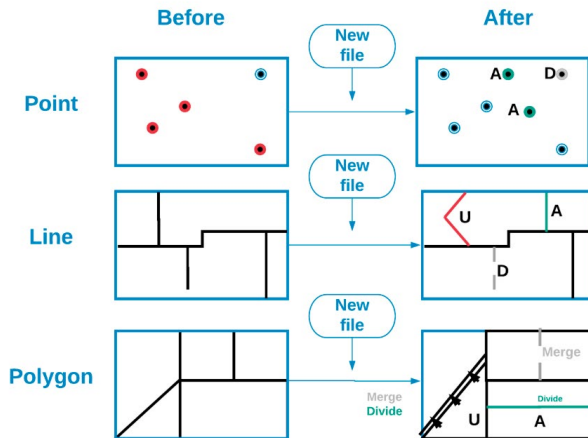 Before
After
New
file
Point
A
D
A
New
file
Line
U
A
D
New
file
Polygon
Merge
Divide
Merge
Divide
U
A